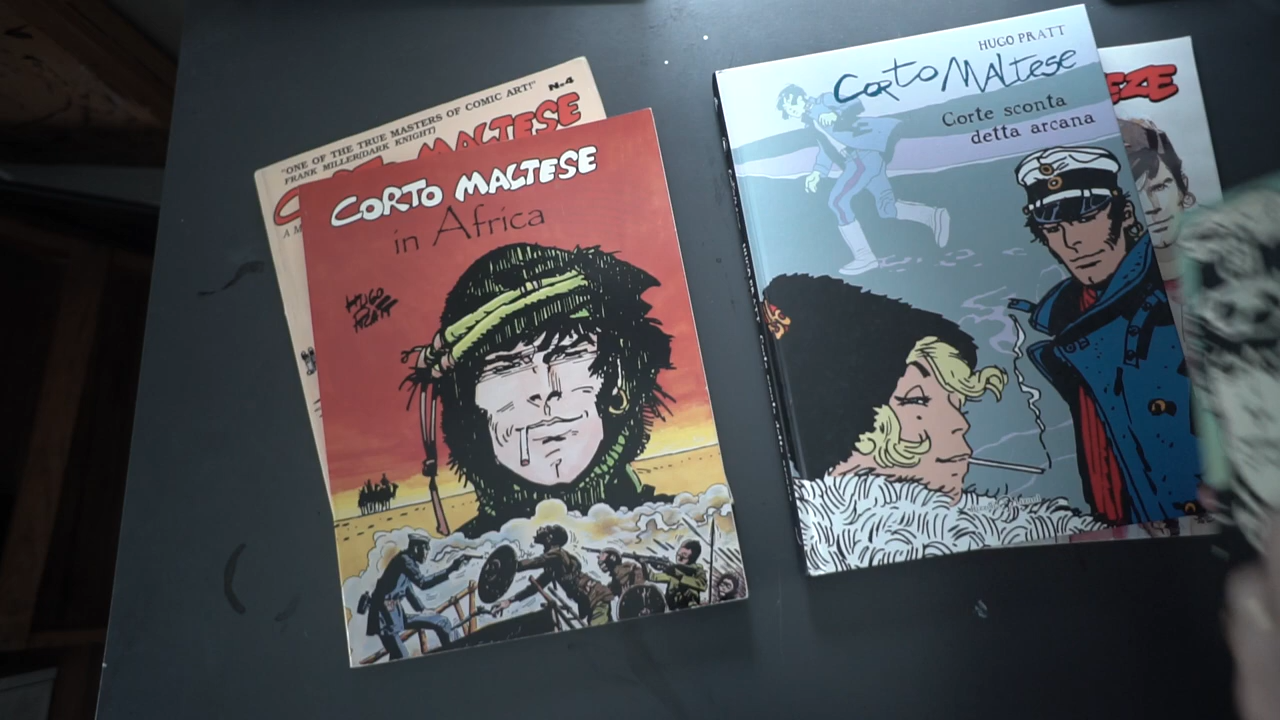 "ONE OF THE TRUE MASTERS OF COMIC ART!"
FRANK MILLER(DARK KNIGHT)
No.4
MALTESE
A M
CORTO MALTESE
in Africa
HUGO
PRATT
HUGO PRATT
CORTO MALTESE
Corte sconta
detta arcana
EZE